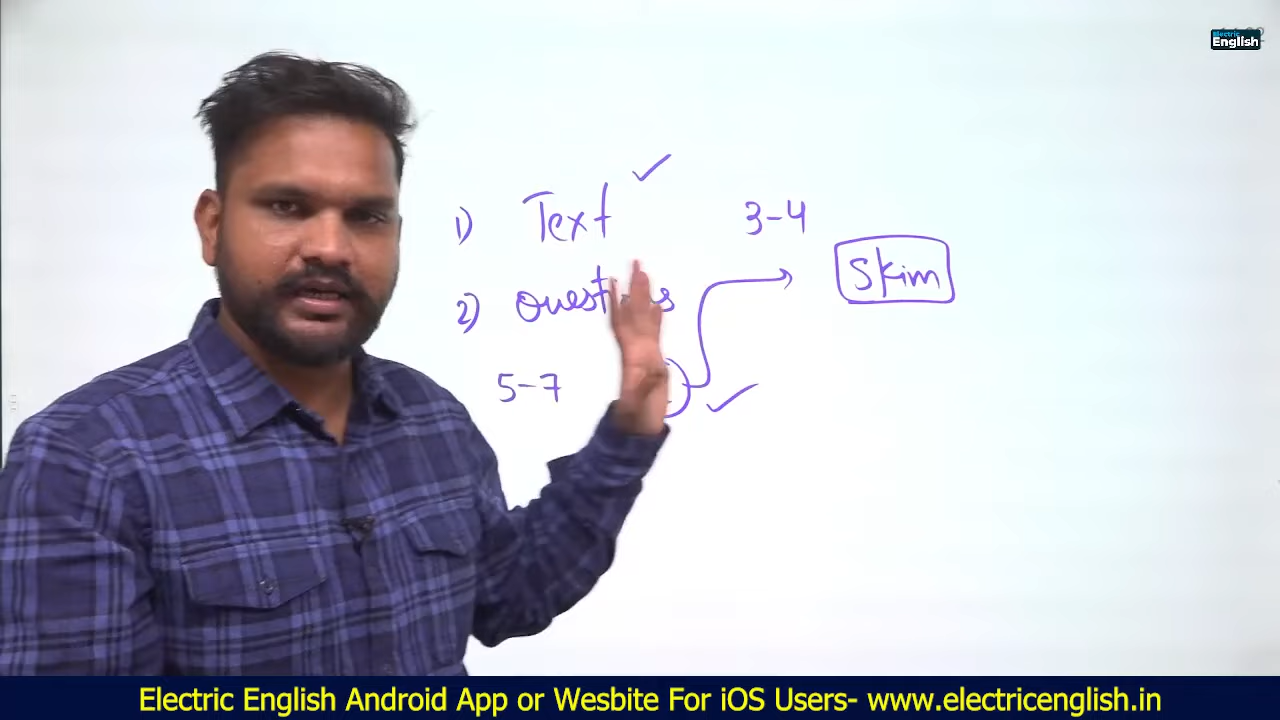 Electric
English
1) Text ✓ 3-4
2) Questions
Skim
5-7
Electric English Android App or Wesbite For iOS Users- www.electricenglish.in